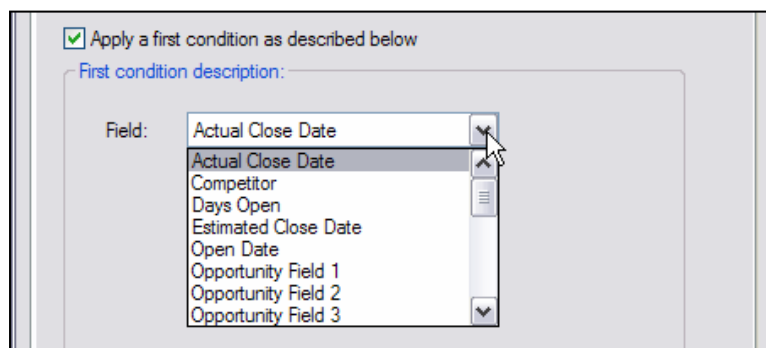 Apply a first condition as described below
First condition description:
Field:
Actual Close Date
Actual Close Date
Competitor
Days Open
Estimated Close Date
Open Date
Opportunity Field 1
Opportunity Field 2
Opportunity Field 3